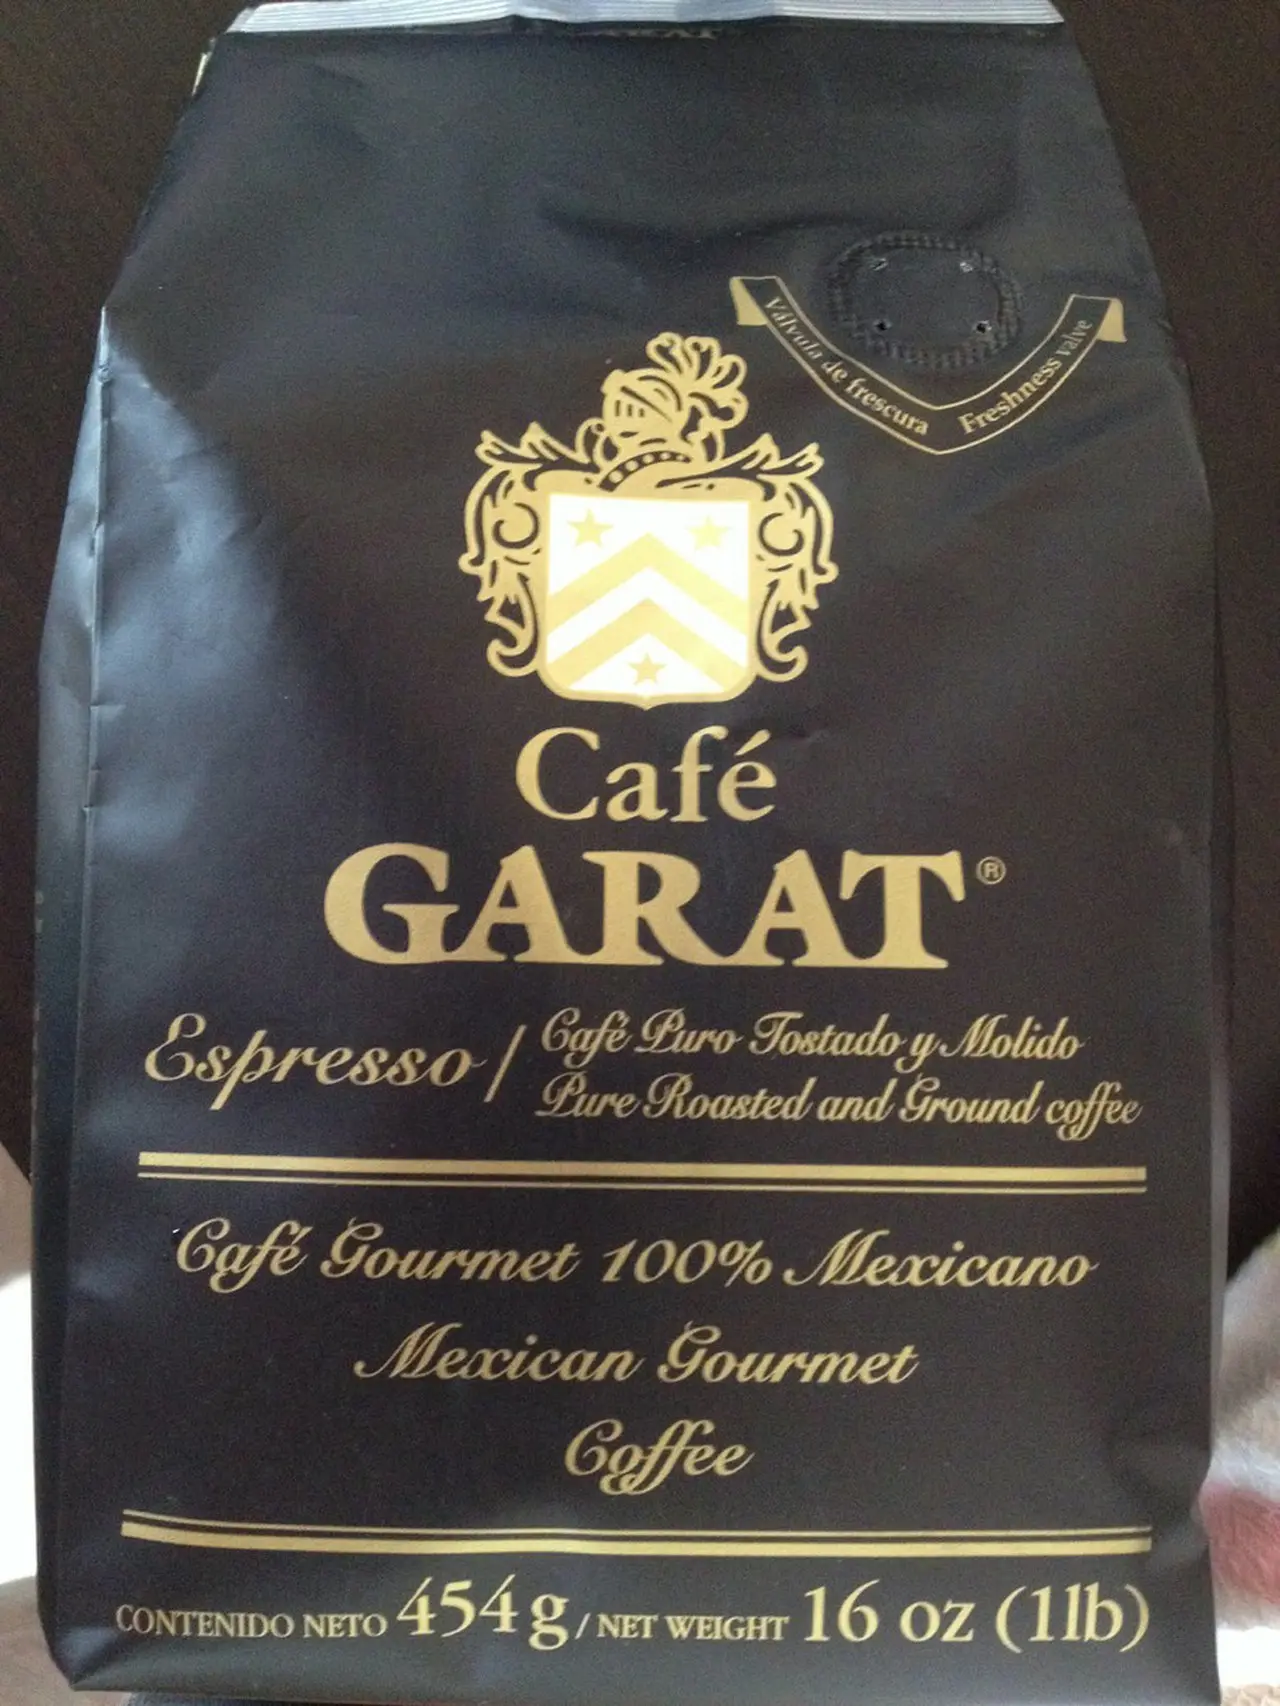 Válvula de frescura Freshness valve
Café
GARAT®
Espresso / Café Puro Tostado y Molido
Pure Roasted and Ground coffee
Café Gourmet 100% Mexicano
Mexican Gourmet
Coffee
CONTENIDO NETO 454 g / NET WEIGHT 16 oz (1lb)